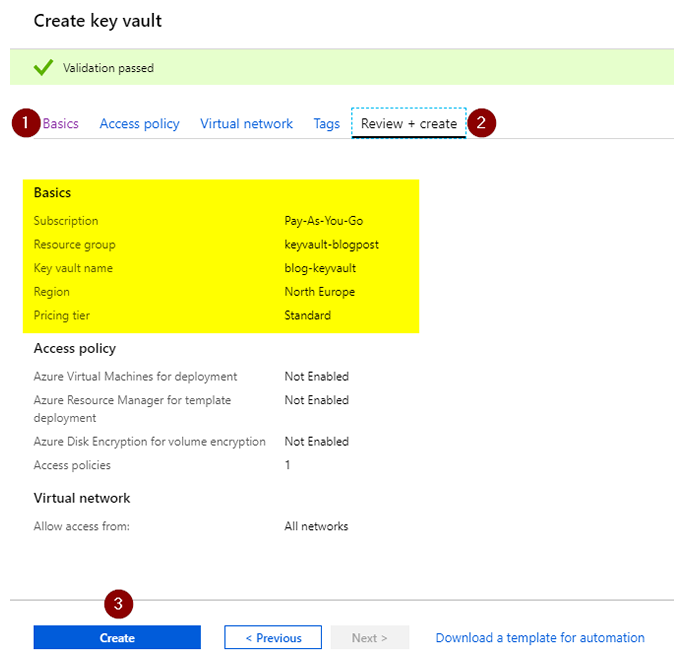 Create key vault
Validation passed
1 Basics Access policy Virtual network Tags Review + create 2
Basics
Subscription Pay-As-You-Go
Resource group keyvault-blogpost
Key vault name blog-keyvault
Region North Europe
Pricing tier Standard
Access policy
Azure Virtual Machines for deployment Not Enabled
Azure Resource Manager for template Not Enabled
deployment
Azure Disk Encryption for volume encryption Not Enabled
Access policies 1
Virtual network
Allow access from: All networks
3
Create < Previous Next > Download a template for automation